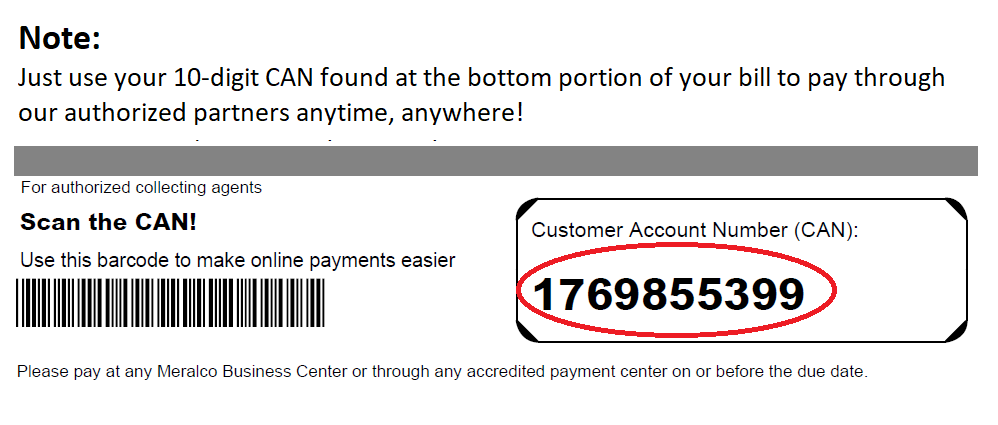 Note:
Just use your 10-digit CAN found at the bottom portion of your bill to pay through
our authorized partners anytime, anywhere!
For authorized collecting agents
Scan the CAN!
Use this barcode to make online payments easier
Customer Account Number (CAN):
1769855399
Please pay at any Meralco Business Center or through any accredited payment center on or before the due date.